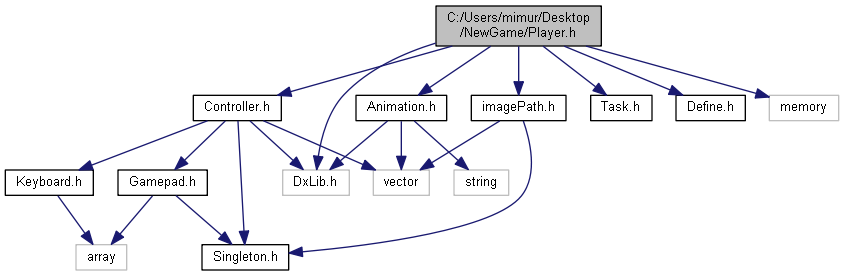 C:/Users/mimur/Desktop
/NewGame/Player.h
Controller.h
Animation.h
imagePath.h
Task.h
Define.h
memory
Keyboard.h
Gamepad.h
DxLib.h
vector
string
array
Singleton.h